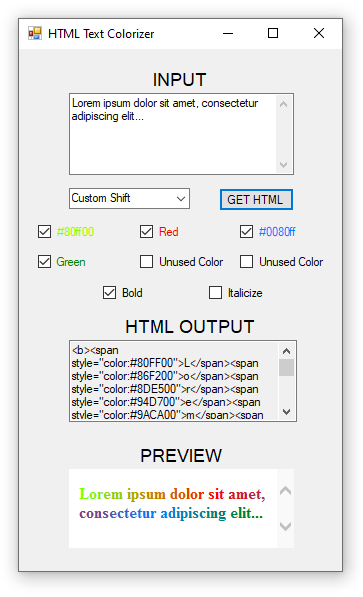 HTML Text Colorizer
INPUT
Lorem ipsum dolor sit amet, consectetur
adipiscing elit...
Custom Shift
GET HTML
#80ff00
Red
#0080ff
Green
Unused Color
Unused Color
Bold
Italicize
HTML OUTPUT
<b><span
style="color:#80FF00">L</span><span
style="color:#86F200">o</span><span
style="color:#8DE500">r</span><span
style="color:#94D700">e</span><span
style="color:#9ACA00">m</span><span
PREVIEW
Lorem ipsum dolor sit amet,
consectetur adipiscing elit...